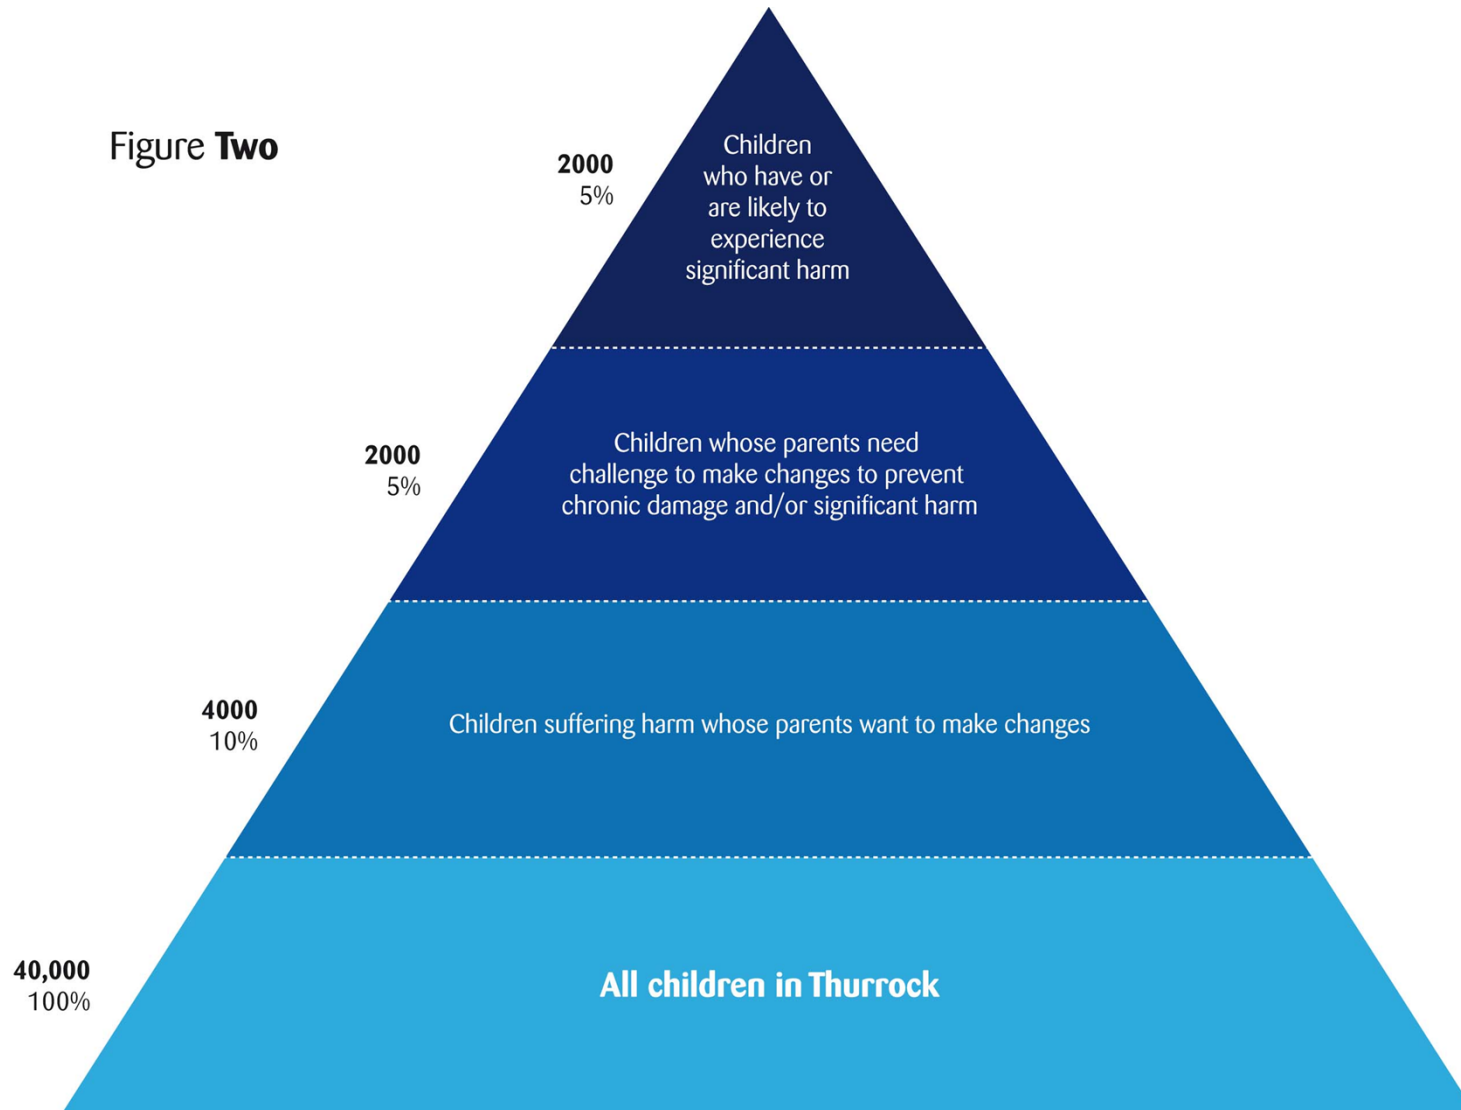 Figure Two
2000
5%
Children
who have or
are likely to
experience
significant harm
2000
5%
Children whose parents need
challenge to make changes to prevent
chronic damage and/or significant harm
4000
10%
Children suffering harm whose parents want to make changes
40,000
100%
All children in Thurrock